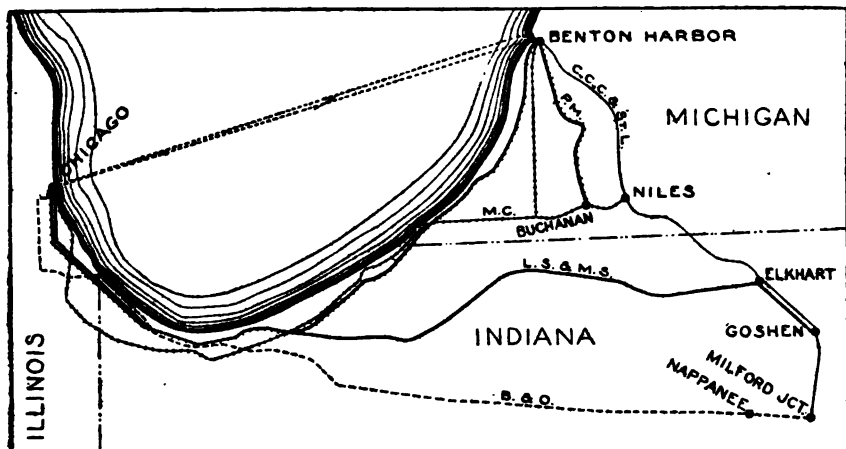 BENTON HARBOR
C.C.C. & ST. L.
P.M.
MICHIGAN
CHICAGO
NILES
M.C.
BUCHANAN
L.S. & M.S.
ELKHART
INDIANA
GOSHEN
MILFORD JCT.
NAPPANEE
B. & O.
ILLINOIS